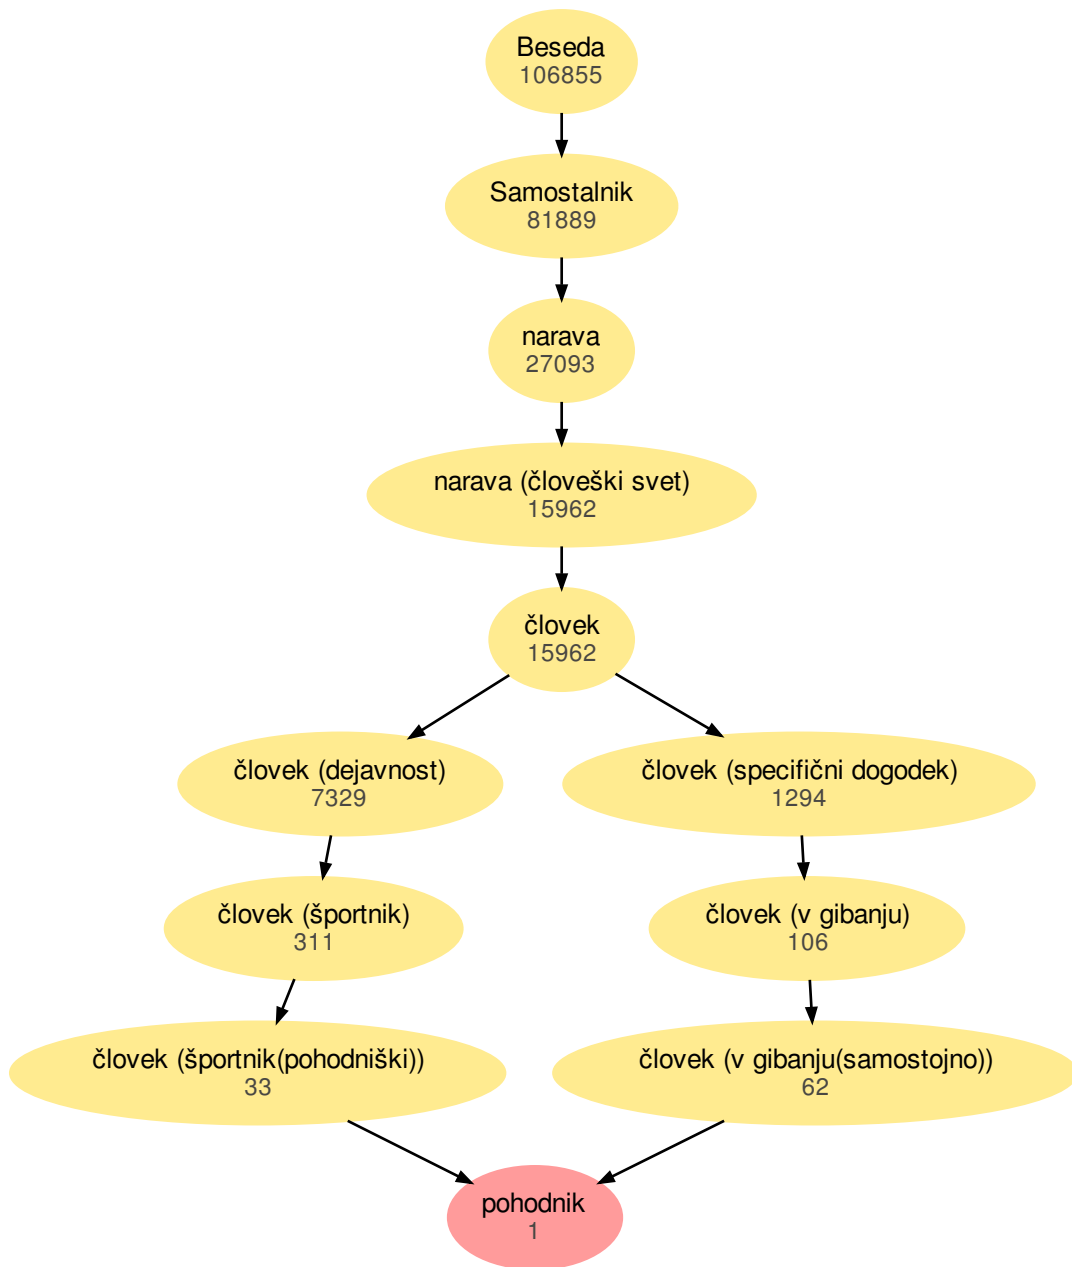 Beseda
106855
Samostalnik
81889
narava
27093
narava (človeški svet)
15962
človek
15962
človek (dejavnost)
7329
človek (specifični dogodek)
1294
človek (športnik)
311
človek (v gibanju)
106
človek (športnik(pohodniški))
33
človek (v gibanju(samostojno))
62
pohodnik
1